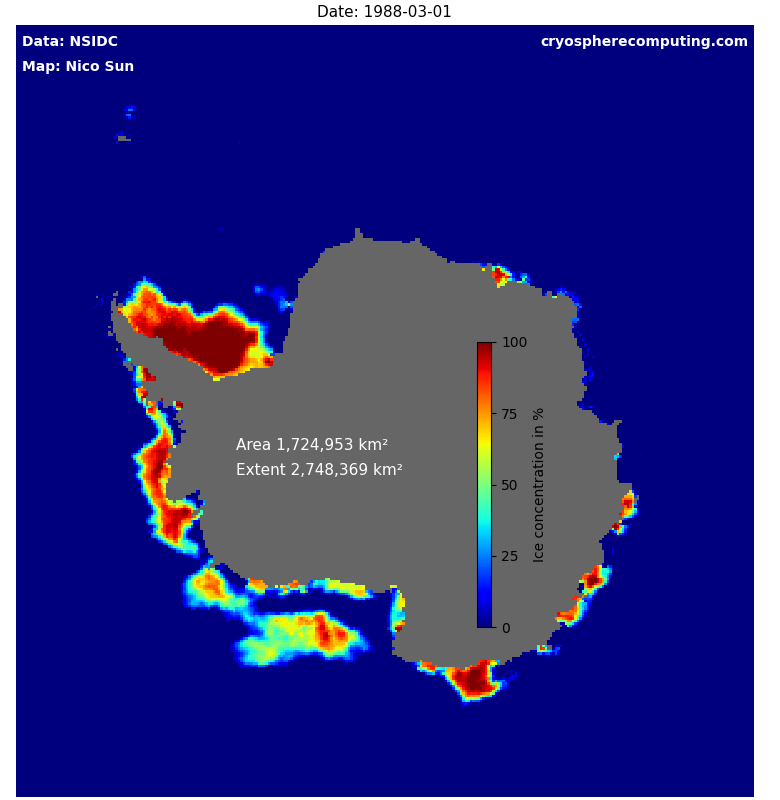 Date: 1988-03-01
Data: NSIDC
cryospherecomputing.com
Map: Nico Sun
100
75
50
25
0
Ice concentration in %
Area 1,724,953 km²
Extent 2,748,369 km²